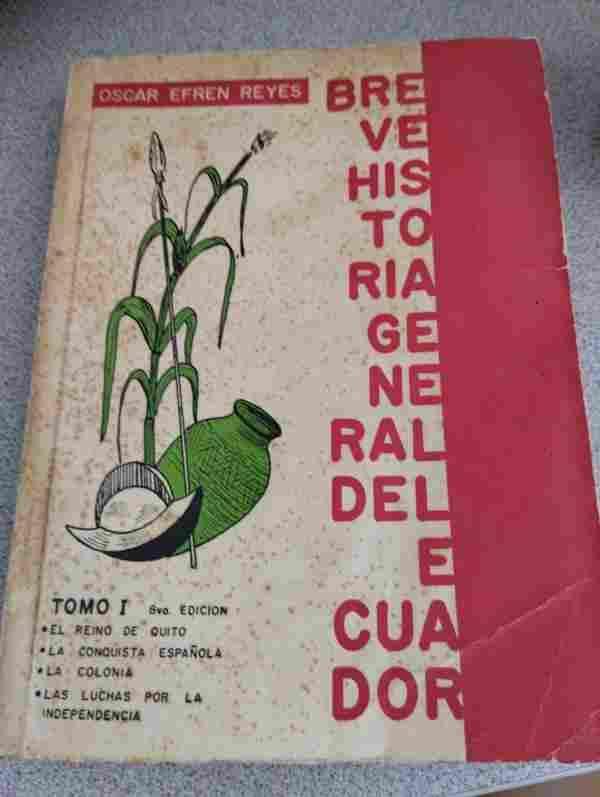 OSCAR EFREN REYES
BRE
VE
HIS
TO
RIA
GE
NE
RAL
DEL
E
CUA
DOR
TOMO I 8vo. EDICION
• EL REINO DE QUITO
• LA CONQUISTA ESPAÑOLA
• LA COLONIA
• LAS LUCHAS POR LA
INDEPENDENCIA